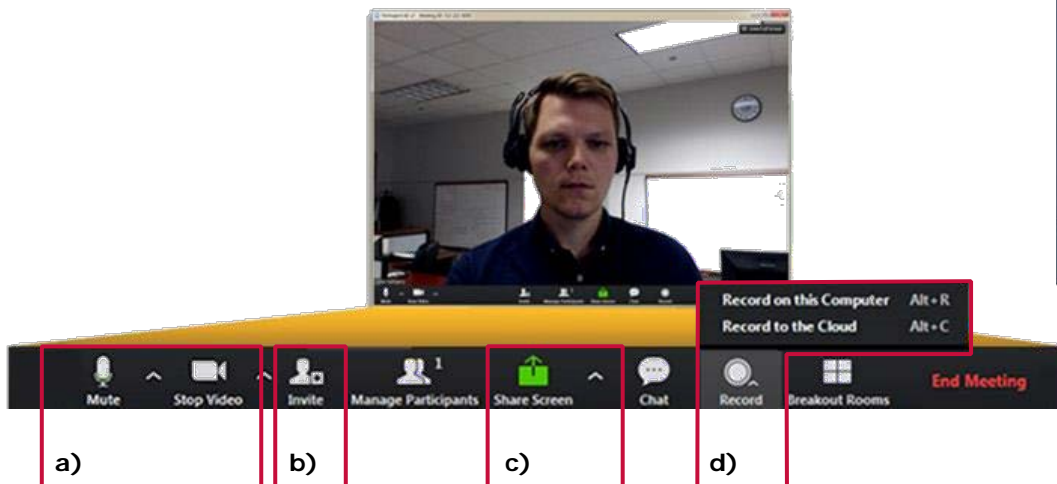 Record on this Computer Alt+R
Record to the Cloud Alt+C
1
Mute Stop Video Invite Manage Participants Share Screen Chat Record Breakout Rooms End Meeting
a) b) c) d)